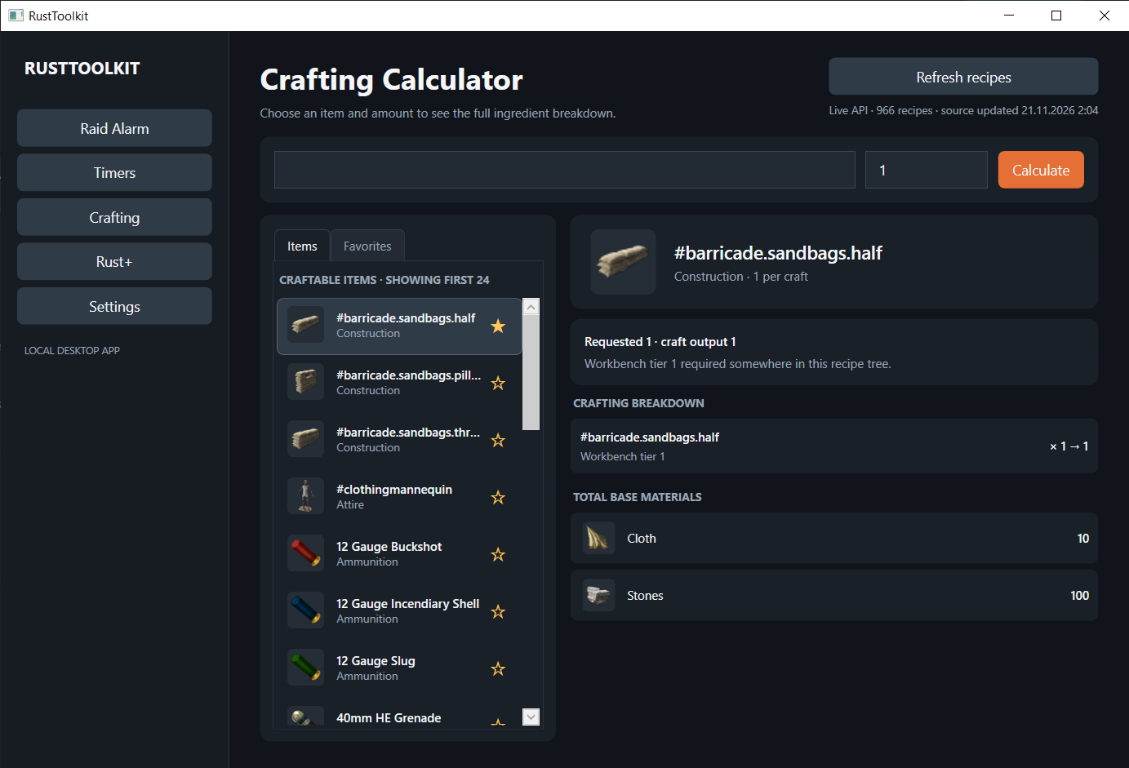 RustToolkit
RUSTTOOLKIT
Raid Alarm
Timers
Crafting
Rust+
Settings
LOCAL DESKTOP APP
Crafting Calculator
Choose an item and amount to see the full ingredient breakdown.
Refresh recipes
Live API · 966 recipes · source updated 21.11.2026 2:04
1
Calculate
Items
Favorites
CRAFTABLE ITEMS · SHOWING FIRST 24
#barricade.sandbags.half
Construction
#barricade.sandbags.pill...
Construction
#barricade.sandbags.thr...
Construction
#clothingmannequin
Attire
12 Gauge Buckshot
Ammunition
12 Gauge Incendiary Shell
Ammunition
12 Gauge Slug
Ammunition
40mm HE Grenade
#barricade.sandbags.half
Construction · 1 per craft
Requested 1 · craft output 1
Workbench tier 1 required somewhere in this recipe tree.
CRAFTING BREAKDOWN
#barricade.sandbags.half
Workbench tier 1
× 1 → 1
TOTAL BASE MATERIALS
Cloth 10
Stones 100